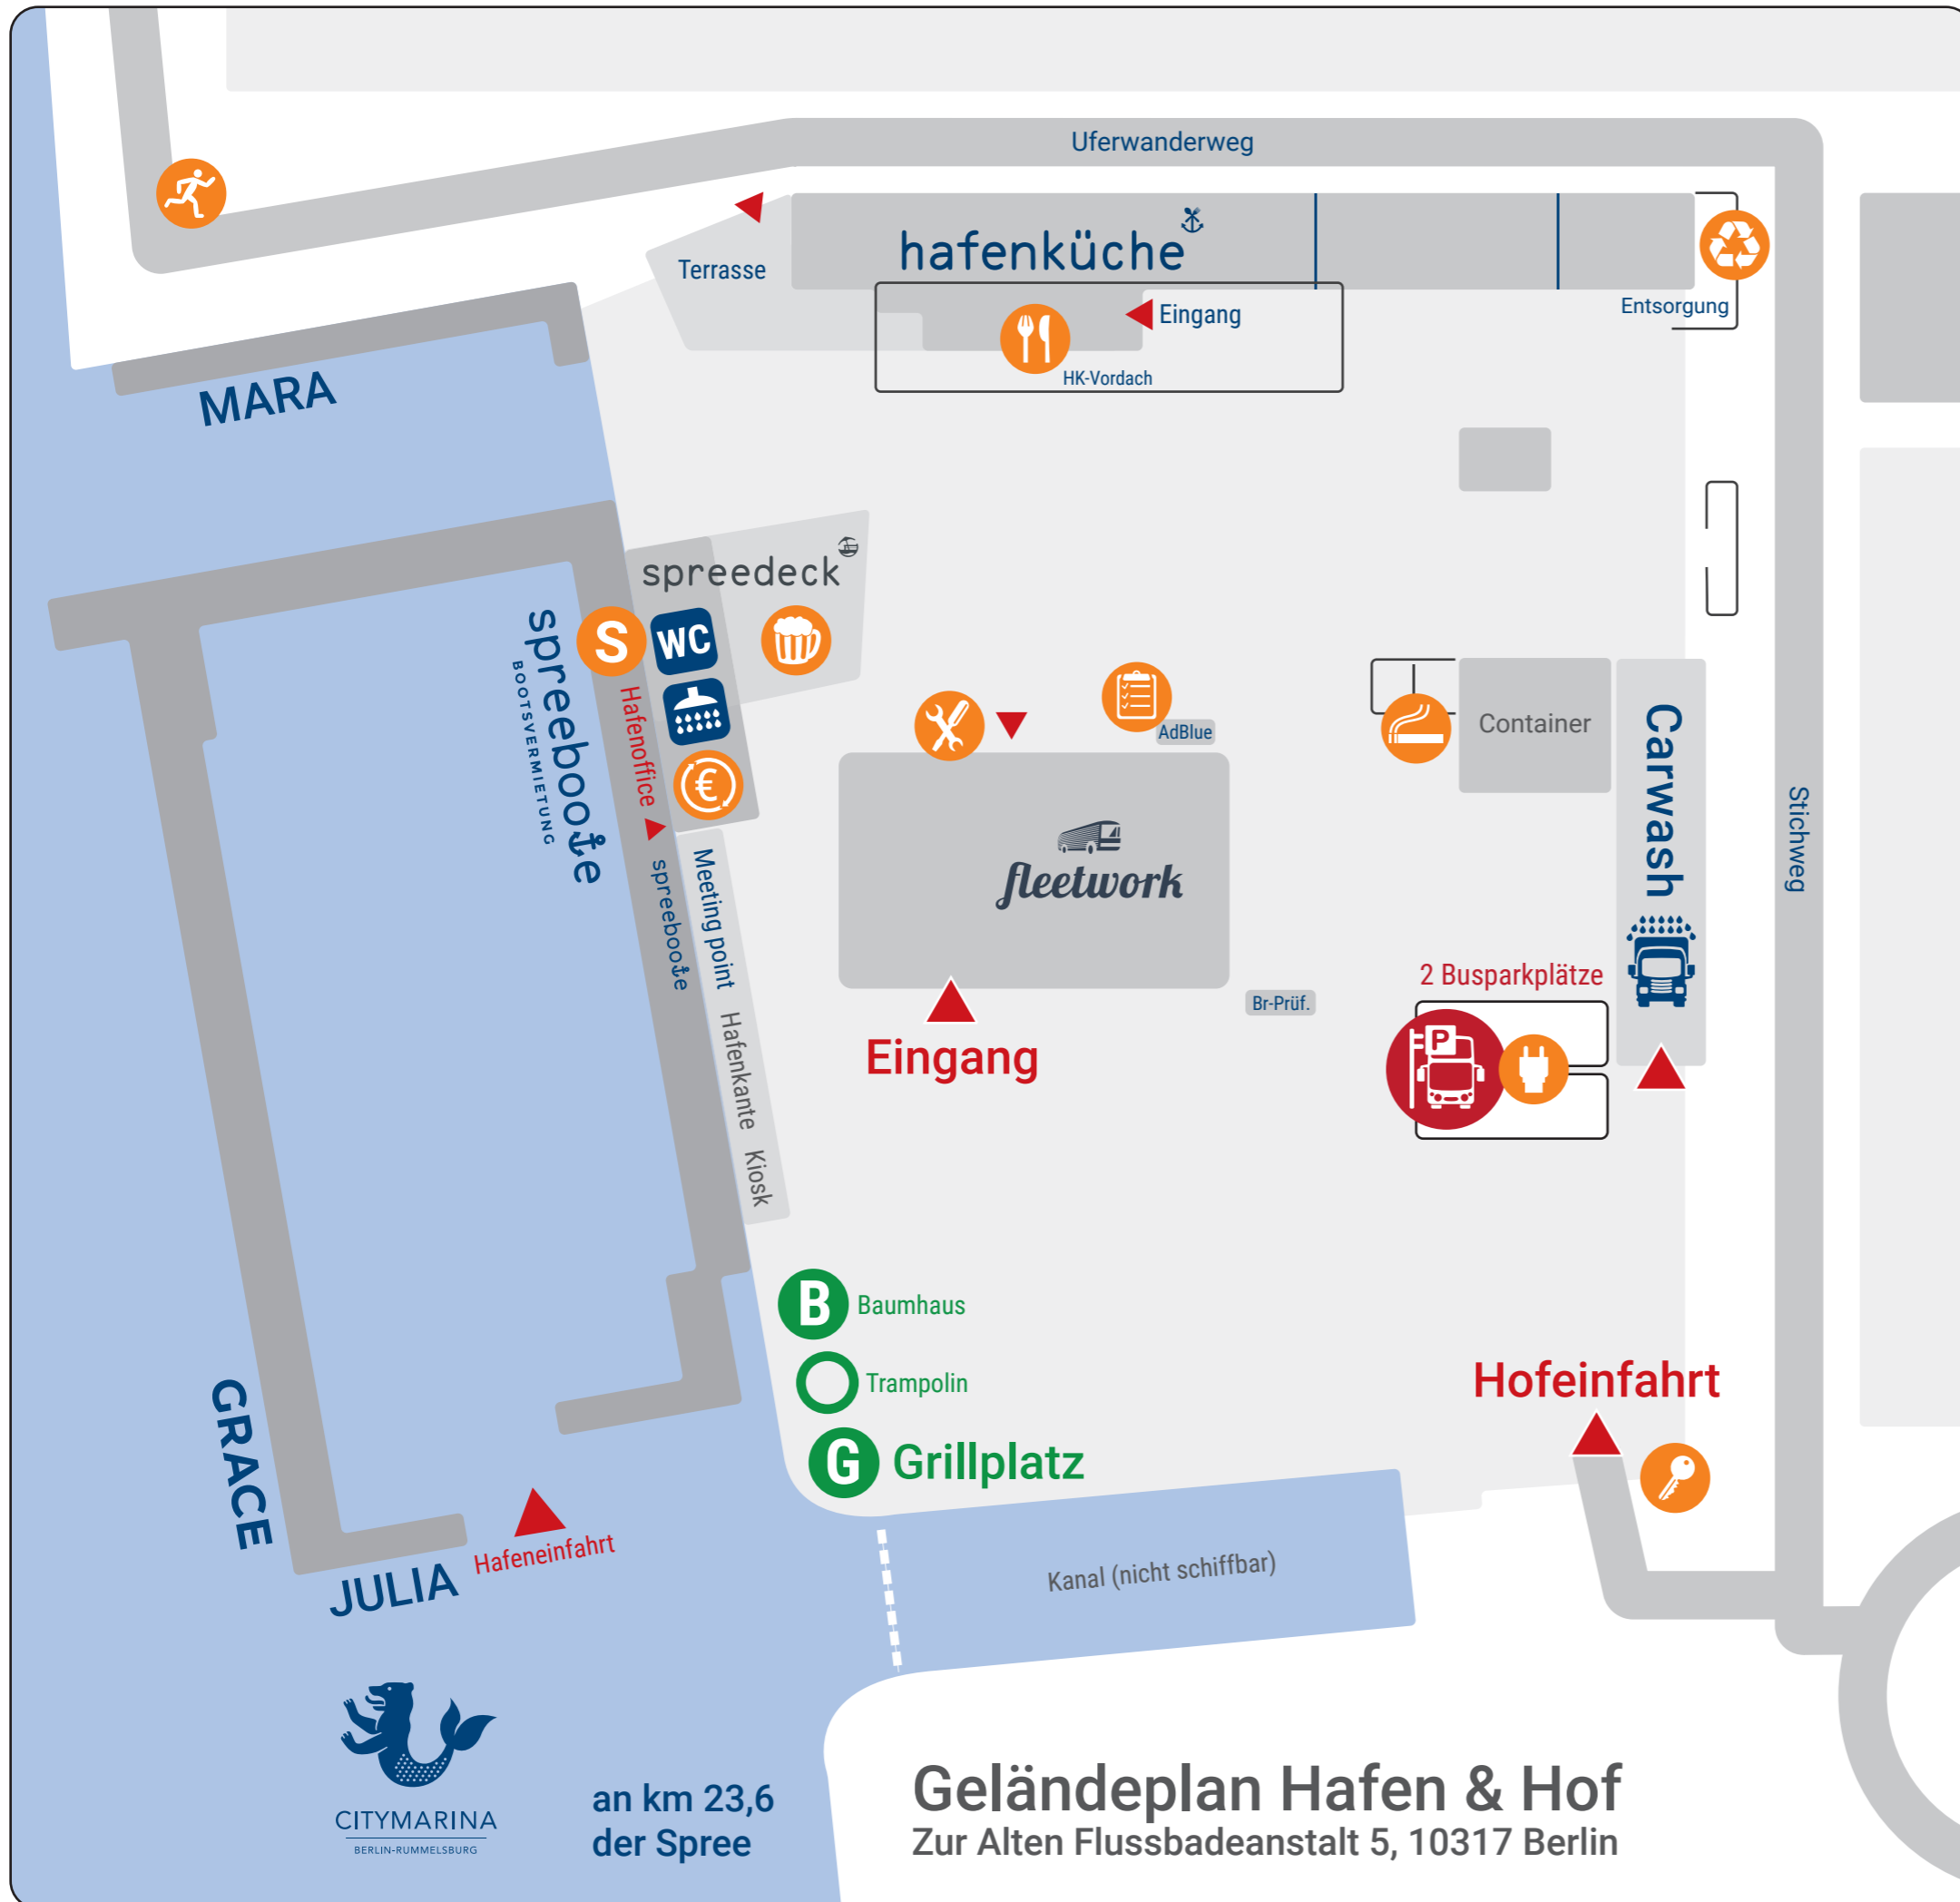 Uferwanderweg
hafenküche
Terrasse
Eingang
Entsorgung
HK-Vordach
MARA
spreedeck
S
WC
spreeboote
BOOTSVERMIETUNG
Hafenoffice
€
spreeboote
Meeting point
Hafenkante
Kiosk
AdBlue
Container
Carwash
Stichweg
fleetwork
Eingang
Br-Prüf.
2 Busparkplätze
P
B Baumhaus
Trampolin
G Grillplatz
Hofeinfahrt
GRACE
JULIA
Hafeneinfahrt
Kanal (nicht schiffbar)
CITYMARINA
BERLIN-RUMMELSBURG
an km 23,6
der Spree
Geländeplan Hafen & Hof
Zur Alten Flussbadeanstalt 5, 10317 Berlin